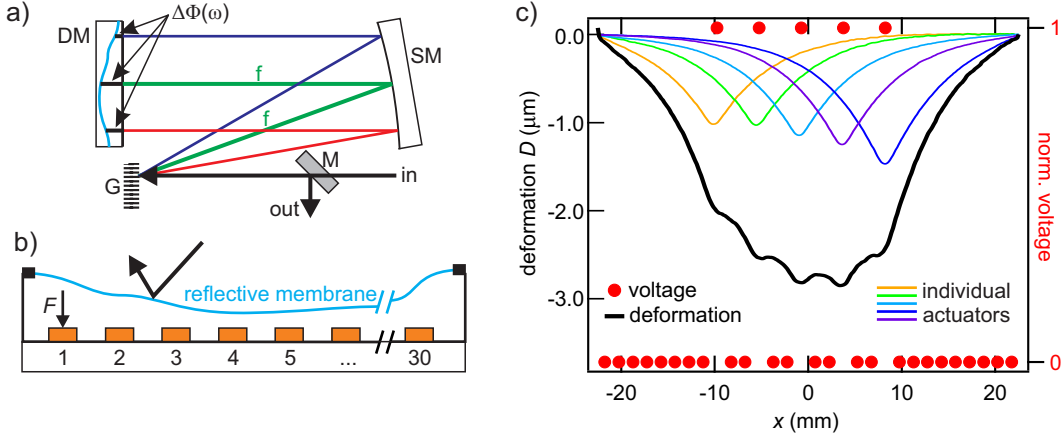 a)
ΔΦ(ω)
DM
SM
f
f
G
M
in
out
b)
reflective membrane
F
1 2 3 4 5 ... 30
c)
0.0
-1.0
-2.0
-3.0
deformation D (μm)
1
0
norm. voltage
voltage
deformation
individual
actuators
-20 -10 0 10 20
x (mm)